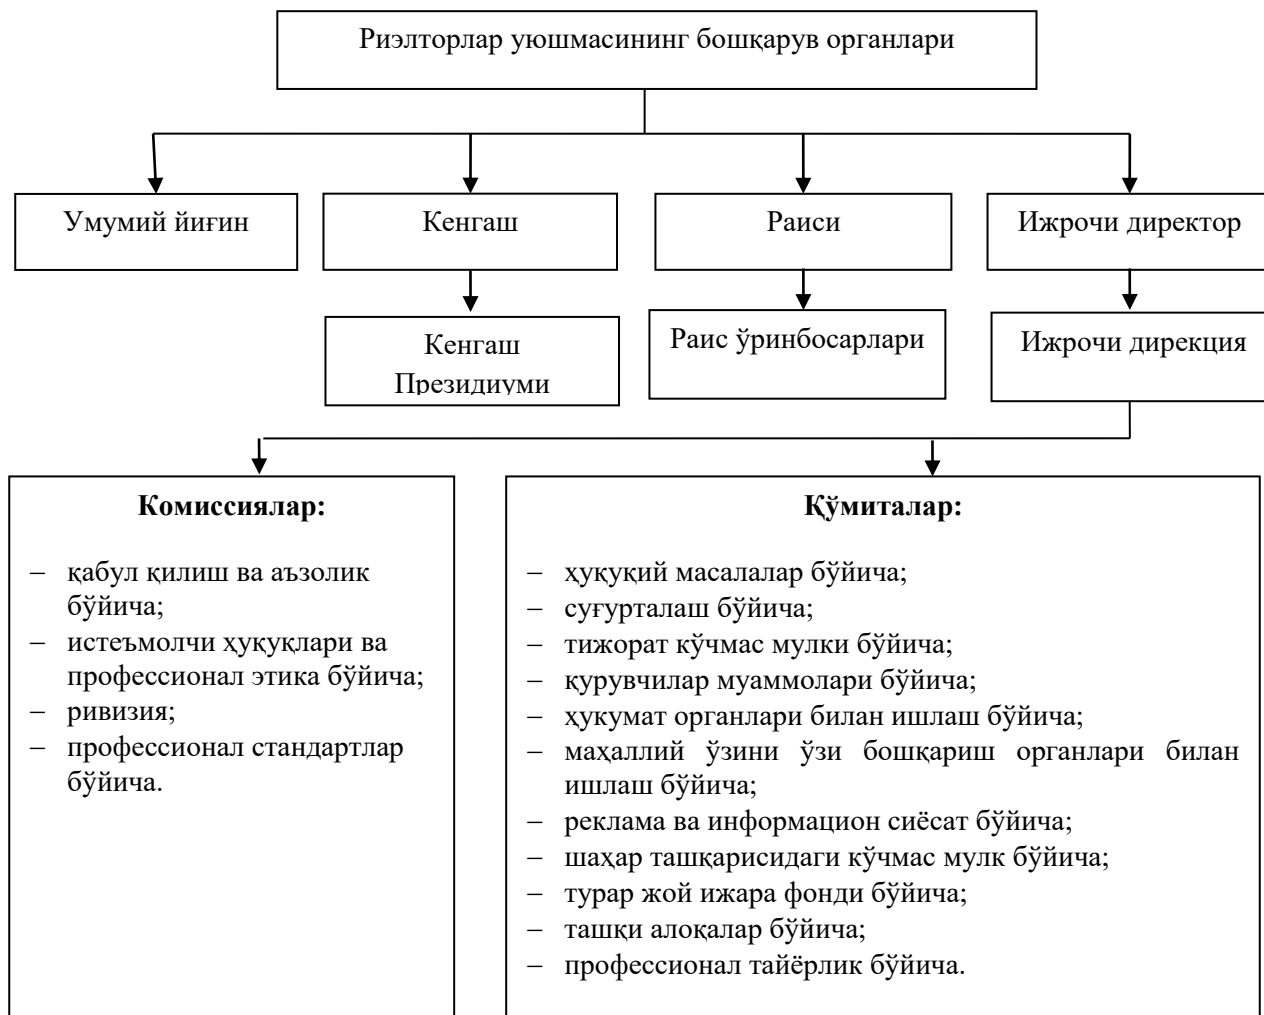 Риэлторлар уюшмасининг бошқарув органлари
Умумий йиғин
Кенгаш
Раиси
Ижрочи директор
Кенгаш
Президиуми
Раис ўринбосарлари
Ижрочи дирекция
Комиссиялар:
– қабул қилиш ва аъзолик
бўйича;
– истеъмолчи ҳуқуқлари ва
профессионал этика бўйича;
– ривизия;
– профессионал стандартлар
бўйича.
Қўмиталар:
– ҳуқуқий масалалар бўйича;
– суғурталаш бўйича;
– тижорат кўчмас мулки бўйича;
– қурувчилар муаммолари бўйича;
– ҳукумат органлари билан ишлаш бўйича;
– маҳаллий ўзини ўзи бошқариш органлари билан
ишлаш бўйича;
– реклама ва информацион сиёсат бўйича;
– шаҳар ташқарисидаги кўчмас мулк бўйича;
– турар жой ижара фонди бўйича;
– ташқи алоқалар бўйича;
– профессионал тайёрлик бўйича.